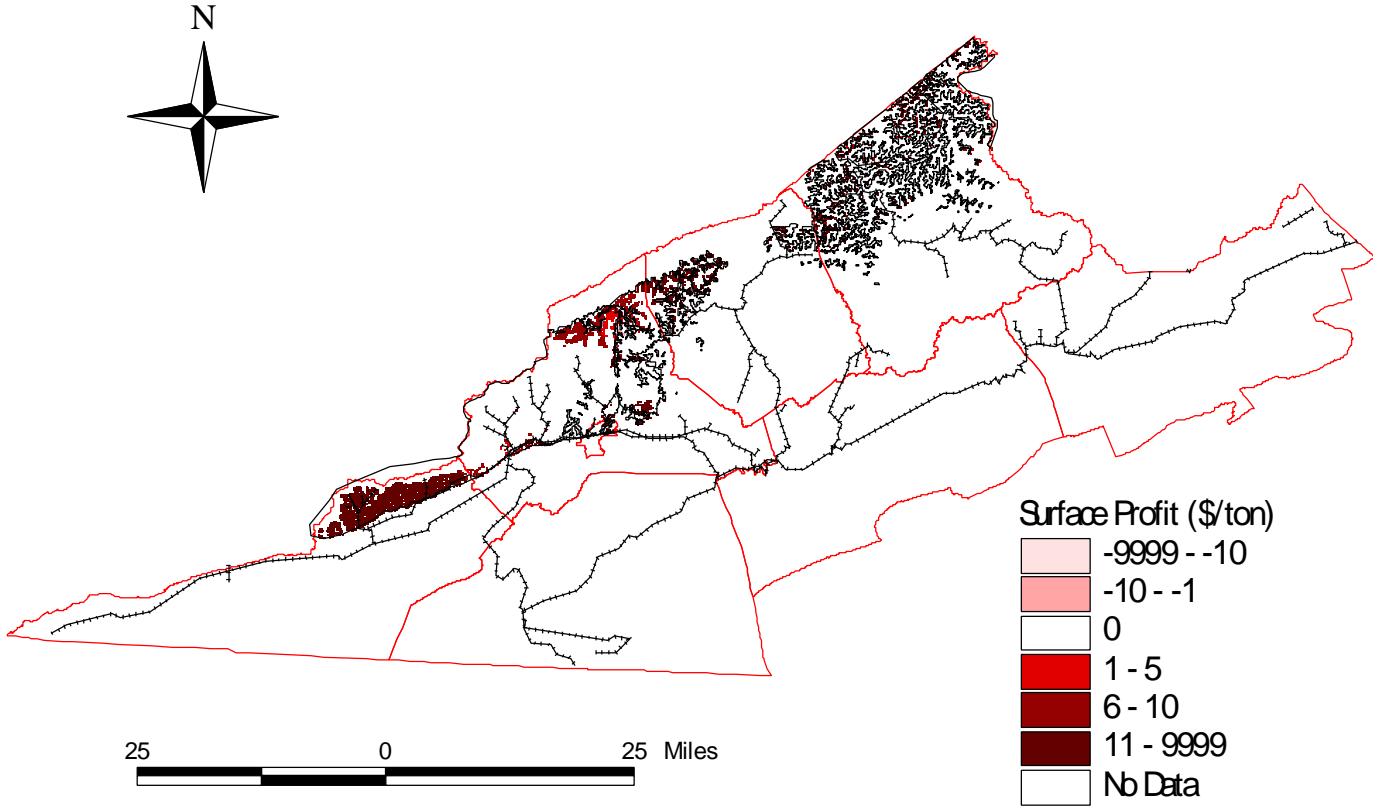 N
Surface Profit ($/ton)
-9999 - -10
-10 - -1
0
1 - 5
6 - 10
11 - 9999
No Data
25 0 25 Miles